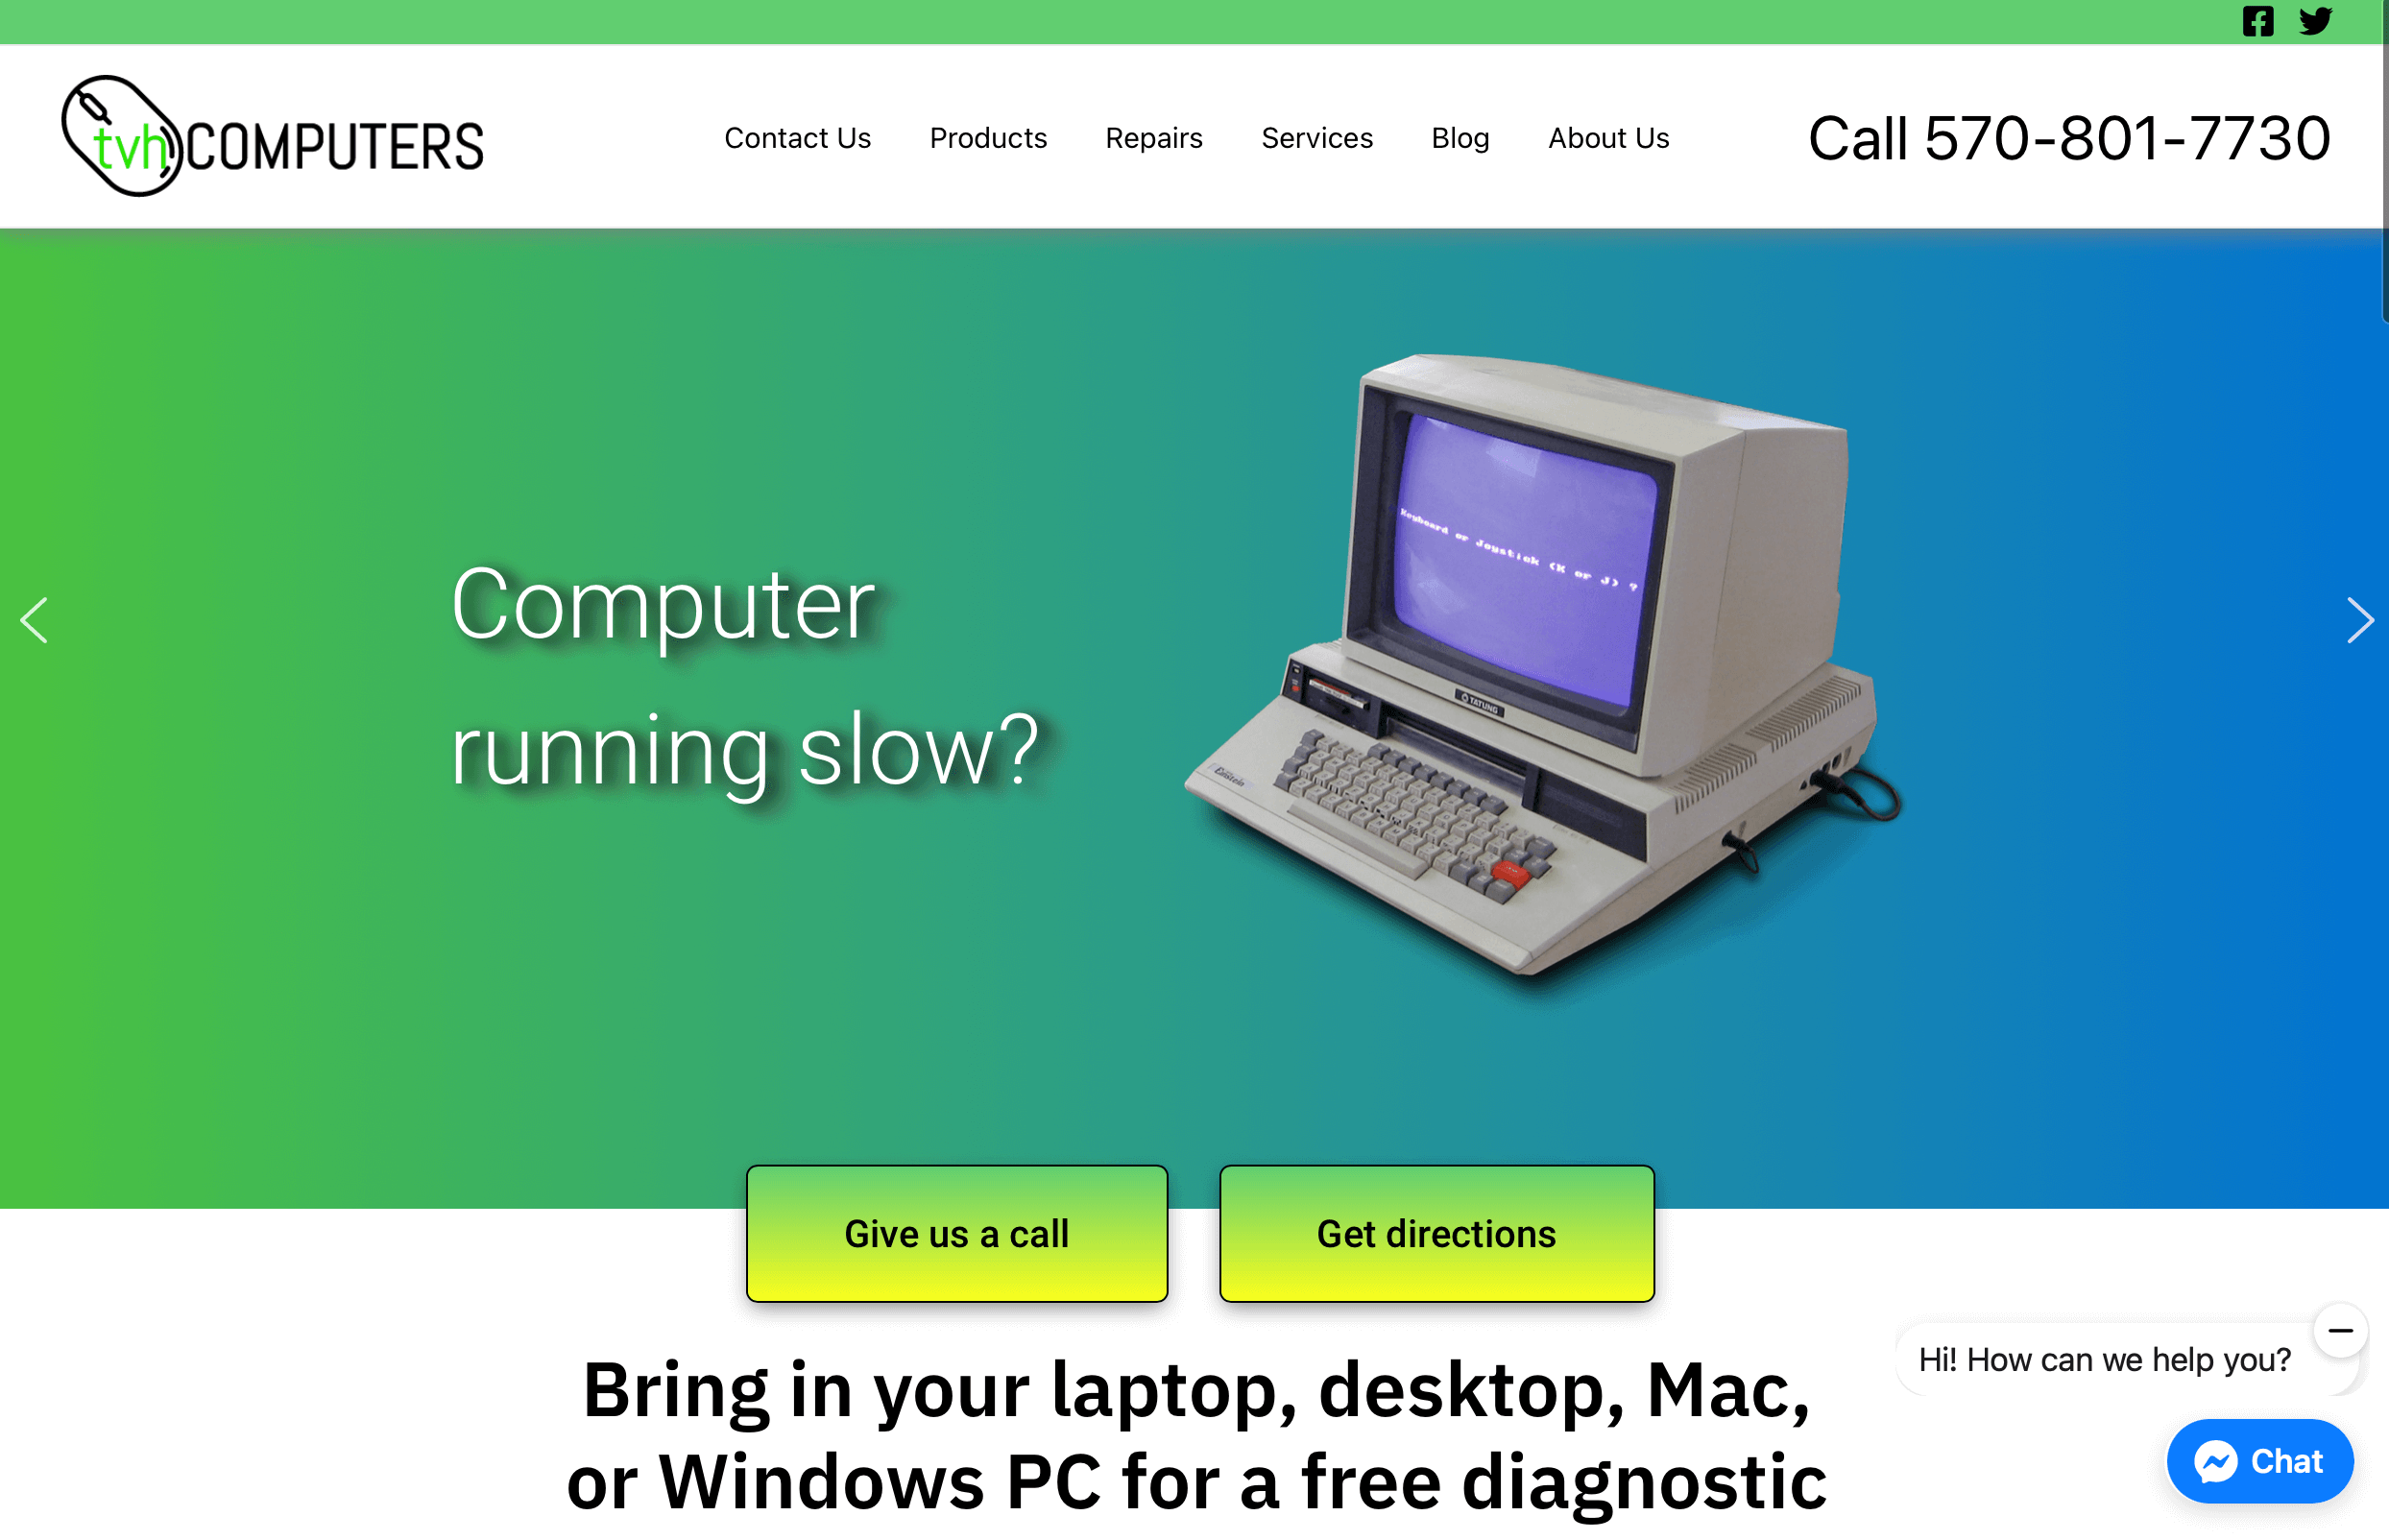 tvh COMPUTERS
Contact Us
Products
Repairs
Services
Blog
About Us
Call 570-801-7730
Computer
running slow?
Keyboard or Joystick (K or J) ?
TATUNG
Einstein
Give us a call
Get directions
Bring in your laptop, desktop, Mac,
or Windows PC for a free diagnostic
Hi! How can we help you?
Chat